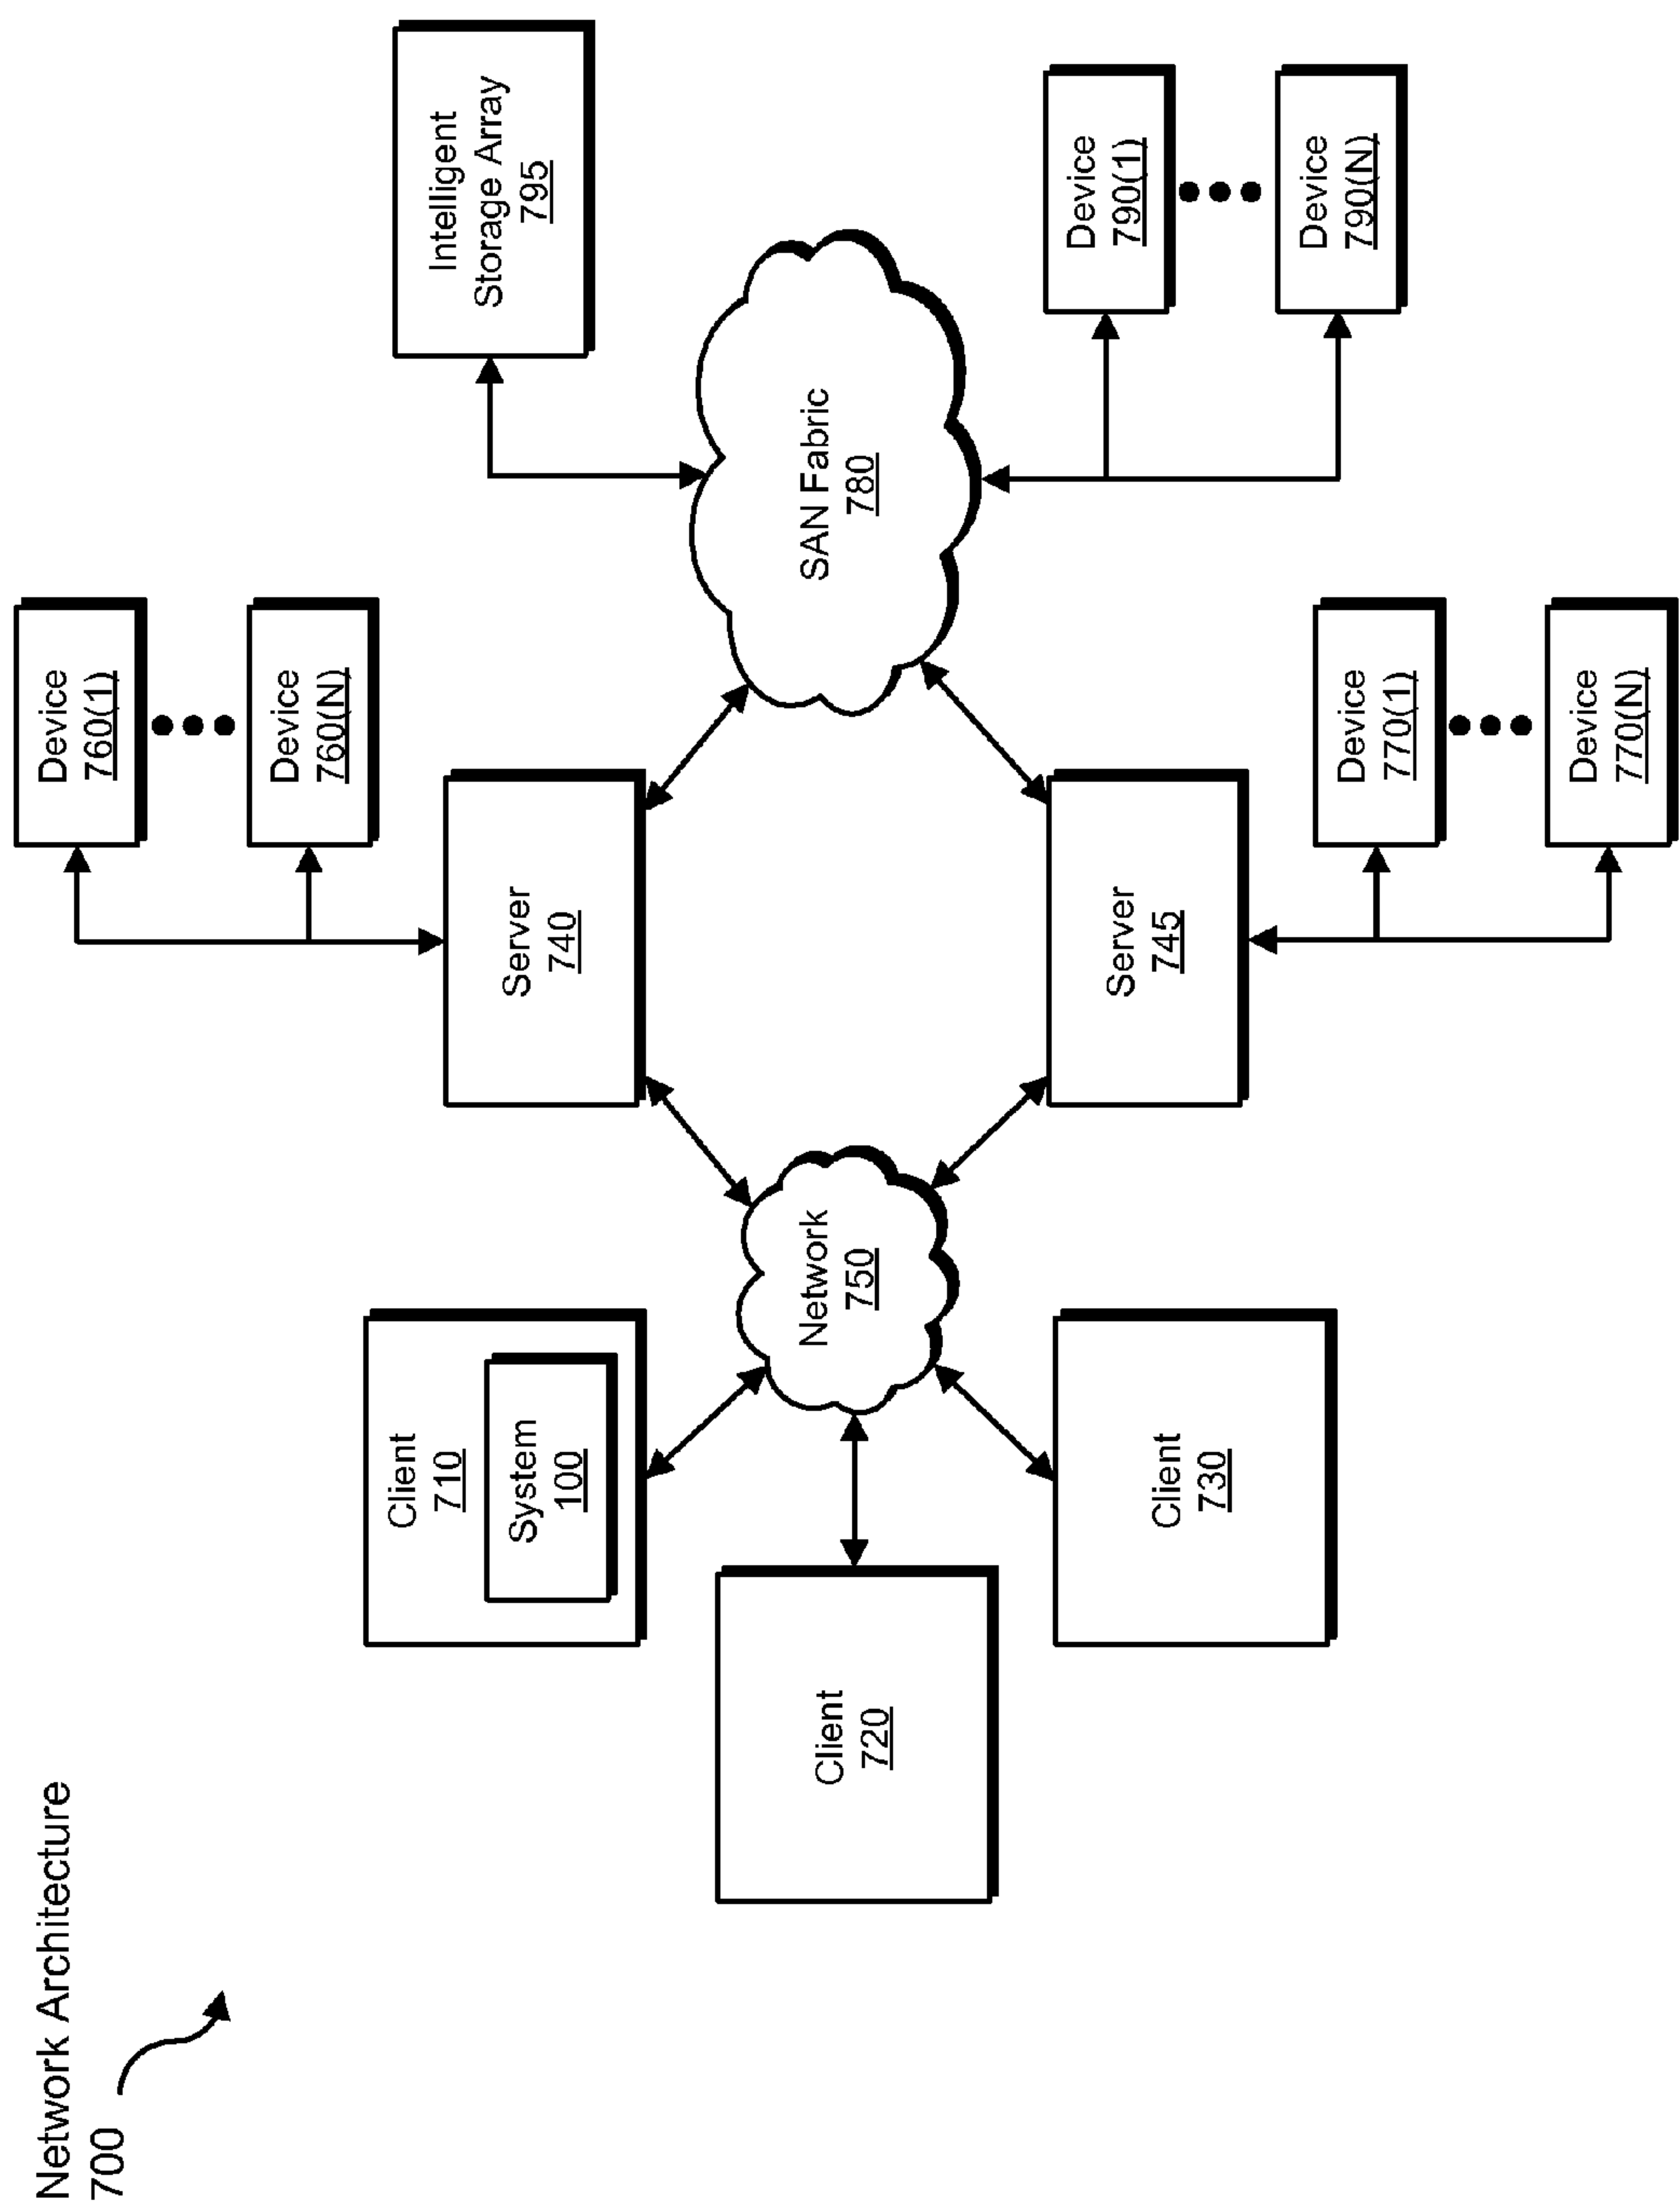 Network Architecture
700
Client
710
System
100
Client
720
Client
730
Network
750
Server
740
Server
745
Device
760(1)
Device
760(N)
Device
770(1)
Device
770(N)
SAN Fabric
780
Intelligent
Storage Array
795
Device
790(1)
Device
790(N)